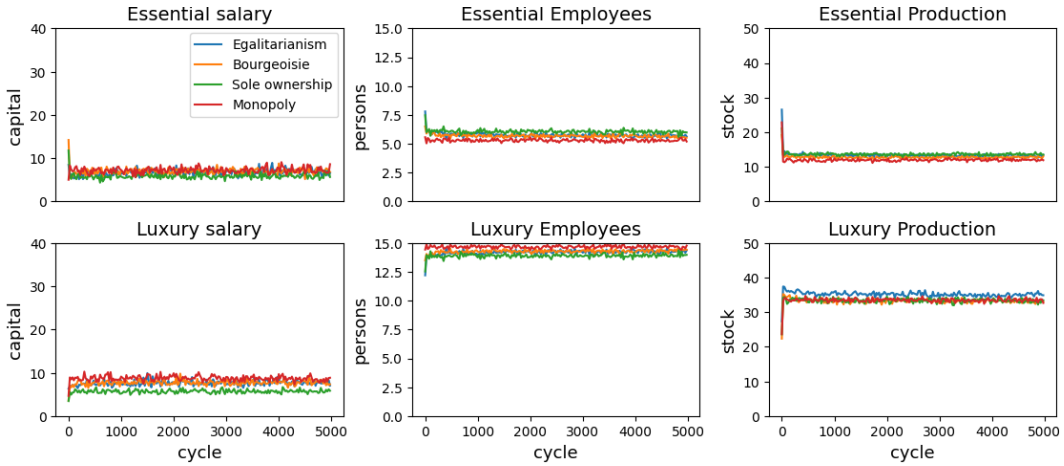 Essential salary
Essential Employees
Essential Production
40
30
20
10
0
capital
Egalitarianism
Bourgeoisie
Sole ownership
Monopoly
15.0
12.5
10.0
7.5
5.0
2.5
0.0
persons
50
40
30
20
10
0
stock
Luxury salary
Luxury Employees
Luxury Production
40
30
20
10
0
capital
0 1000 2000 3000 4000 5000
cycle
15.0
12.5
10.0
7.5
5.0
2.5
0.0
persons
0 1000 2000 3000 4000 5000
cycle
50
40
30
20
10
0
stock
0 1000 2000 3000 4000 5000
cycle